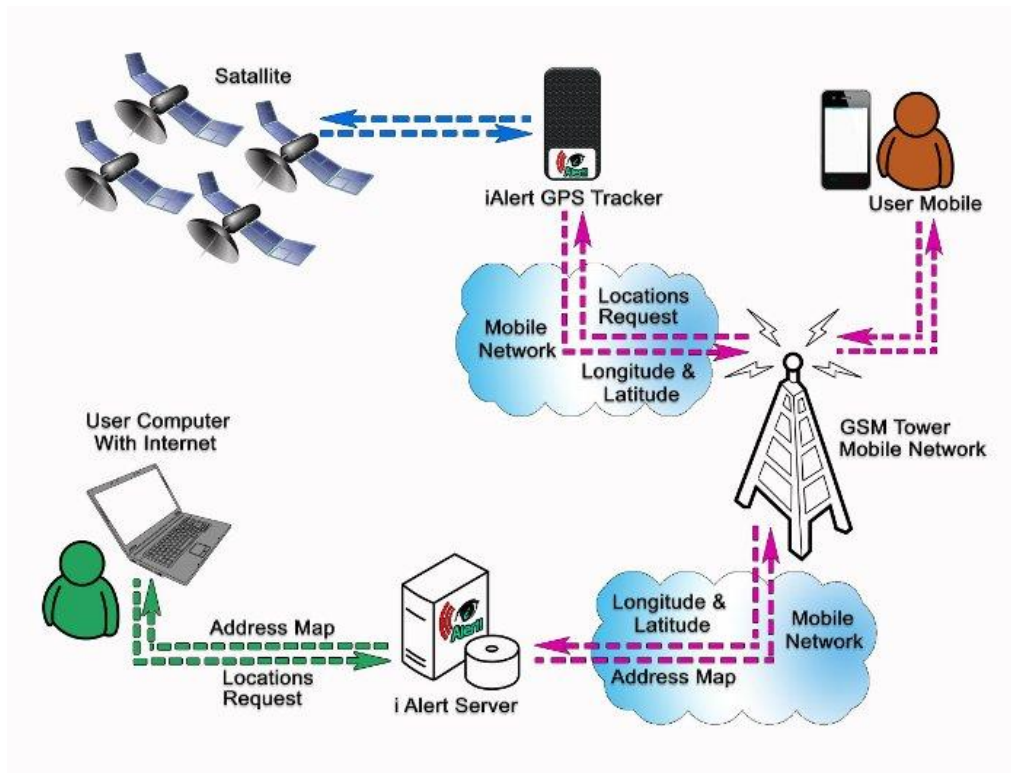 Satallite
iAlert GPS Tracker
User Mobile
Locations
Request
Mobile
Network
Longitude &
Latitude
GSM Tower
Mobile Network
User Computer
With Internet
Address Map
Locations
Request
Alert!
i Alert Server
Longitude &
Latitude
Mobile
Network
Address Map